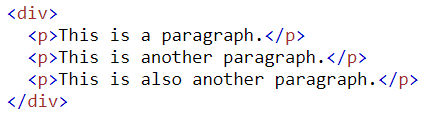 <div>
  <p>This is a paragraph.</p>
  <p>This is another paragraph.</p>
  <p>This is also another paragraph.</p>
</div>